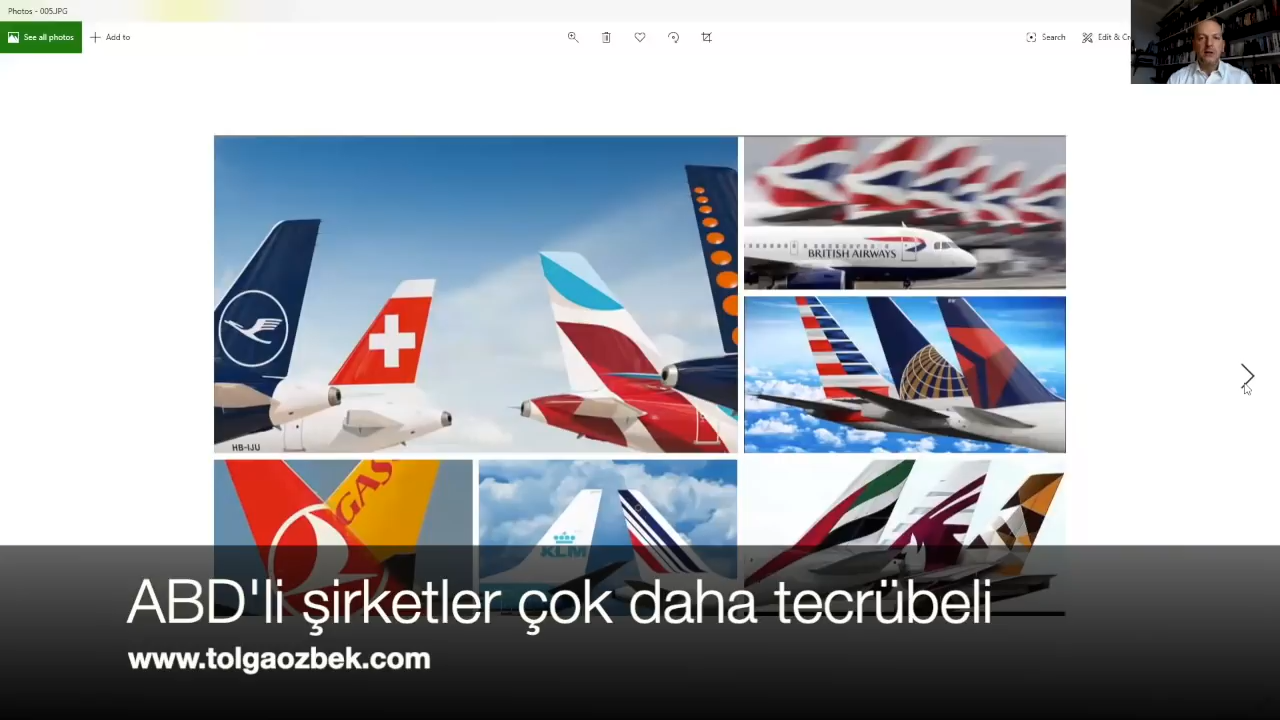 Photos - 005.JPG
See all photos
Add to
Search
Edit & Cr
BRITISH AIRWAYS
HB-IJU
GAS
KLM
ABD'li şirketler çok daha tecrübeli
www.tolgaozbek.com